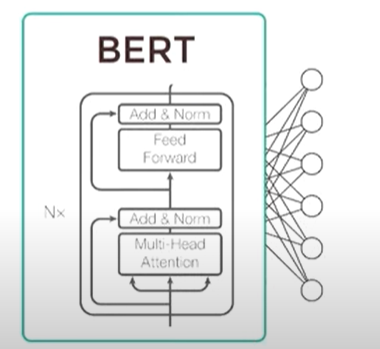 BERT
Add & Norm
Feed
Forward
Nx
Add & Norm
Multi-Head
Attention